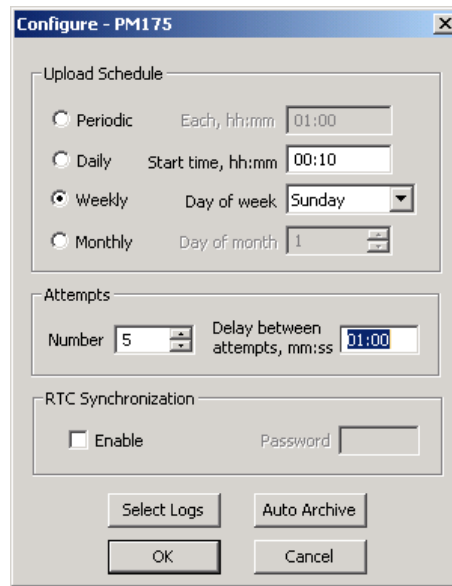 Configure - PM175
Upload Schedule
Periodic Each, hh:mm 01:00
Daily Start time, hh:mm 00:10
Weekly Day of week Sunday
Monthly Day of month 1
Attempts
Number 5 Delay between attempts, mm:ss 01:00
RTC Synchronization
Enable Password
Select Logs Auto Archive
OK Cancel